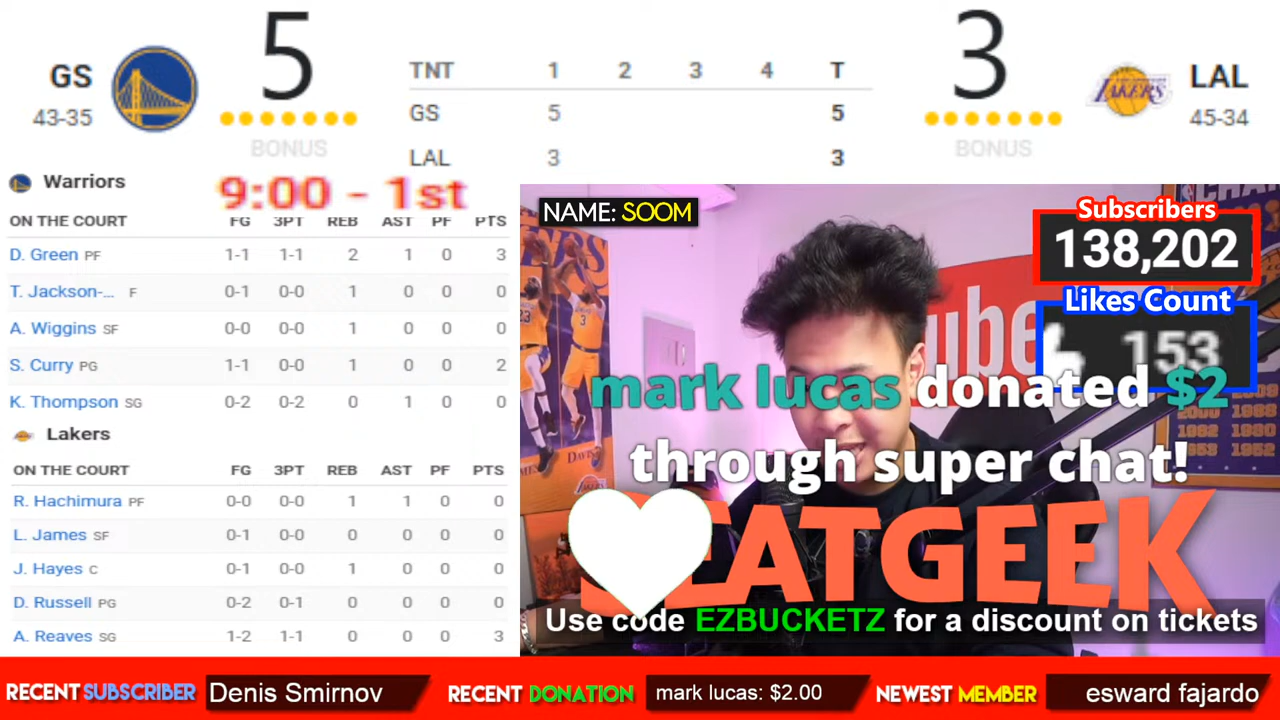 GS
43-35
5
BONUS
TNT 1 2 3 4 T
GS 5 5
LAL 3 3
3
BONUS
LAL
45-34
LAKERS
Warriors
9:00 - 1st
ON THE COURT FG 3PT REB AST PF PTS
D. Green PF 1-1 1-1 2 1 0 3
T. Jackson-... F 0-1 0-0 1 0 0 0
A. Wiggins SF 0-0 0-0 1 0 0 0
S. Curry PG 1-1 0-0 1 0 0 2
K. Thompson SG 0-2 0-2 0 1 0 0
Lakers
ON THE COURT FG 3PT REB AST PF PTS
R. Hachimura PF 0-0 0-0 1 1 0 0
L. James SF 0-1 0-0 0 0 0 0
J. Hayes C 0-1 0-0 1 0 0 0
D. Russell PG 0-2 0-1 0 0 0 0
A. Reaves SG 1-2 1-1 0 0 0 3
NAME: SOOM
Subscribers
138,202
Likes Count
153
ube
mark lucas donated $2
through super chat!
EATGEEK
Use code EZBUCKETZ for a discount on tickets
RECENT SUBSCRIBER Denis Smirnov RECENT DONATION mark lucas: $2.00 NEWEST MEMBER esward fajardo